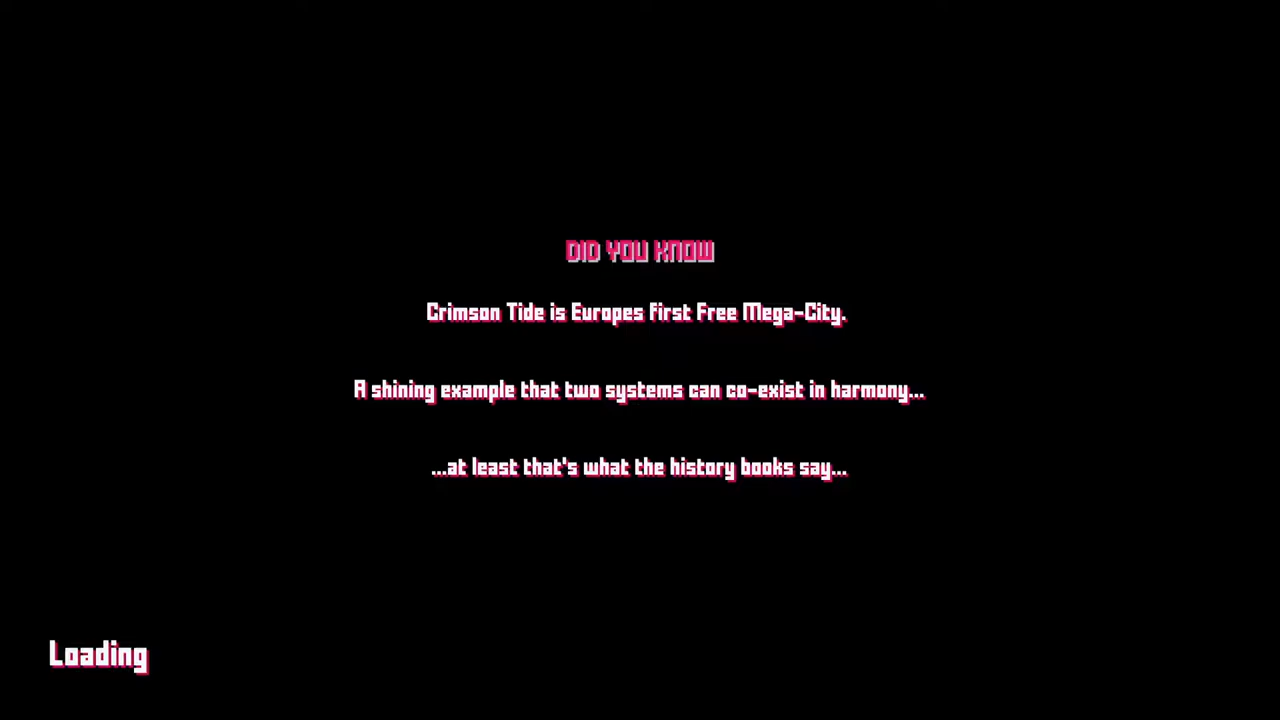 DID YOU KNOW
Crimson Tide is Europes first Free Mega-City.
A shining example that two systems can co-exist in harmony...
...at least that's what the history books say...
Loading